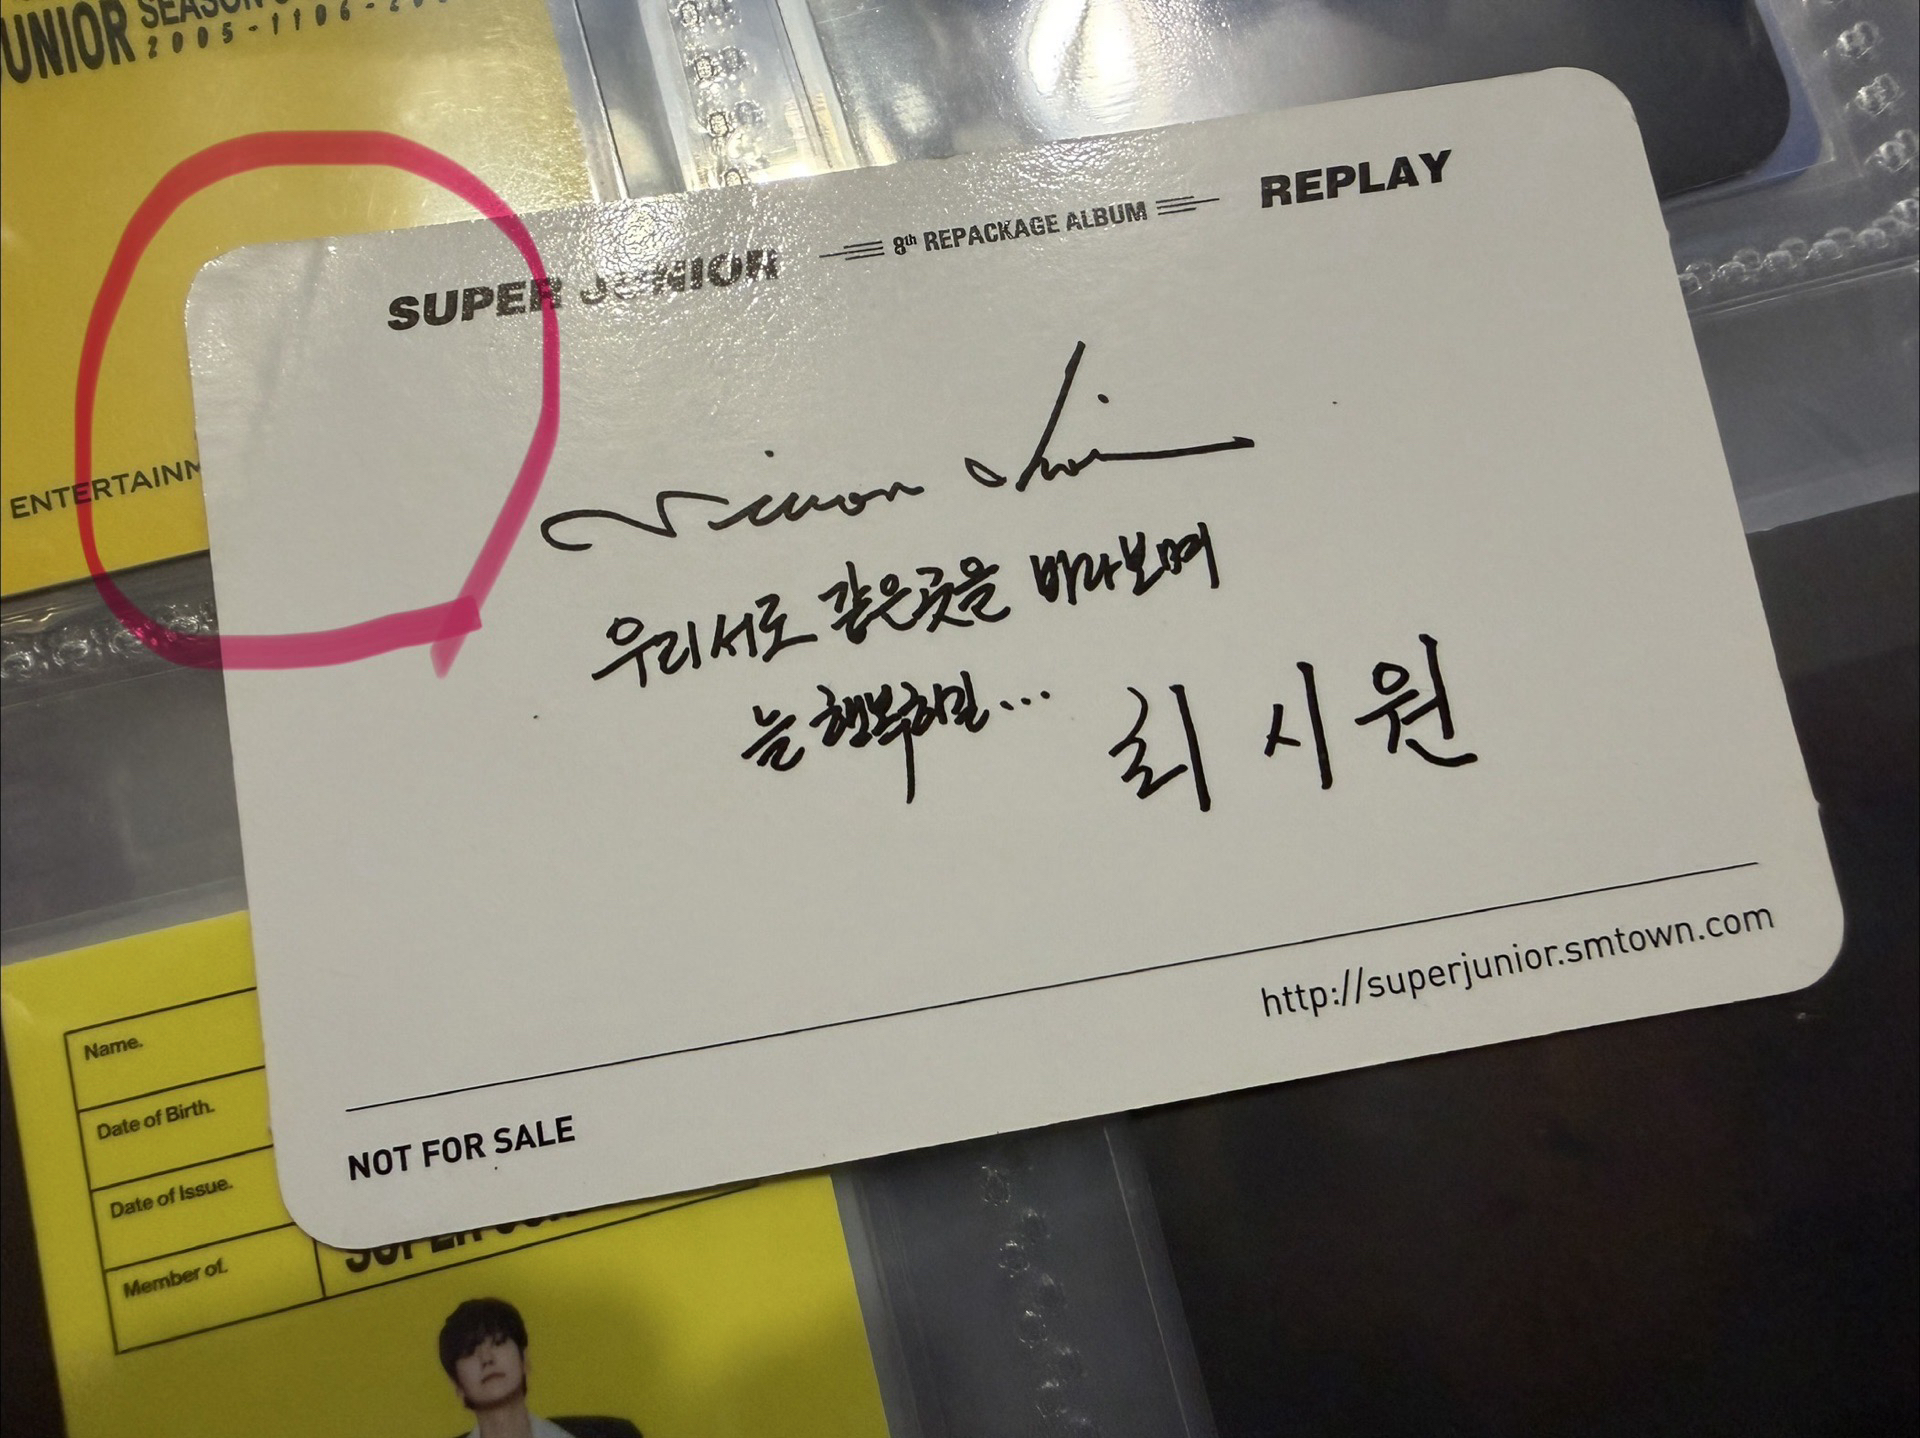 UNIOR SEASON
2005-1106-20
SUPER JUNIOR 8th REPACKAGE ALBUM REPLAY
ENTERTAINM
Siwon Choi
우리서로 같은곳을 바라보며
늘 행복하길...
최시원
http://superjunior.smtown.com
NOT FOR SALE
Name.
Date of Birth.
Date of Issue.
Member of.
SUPER